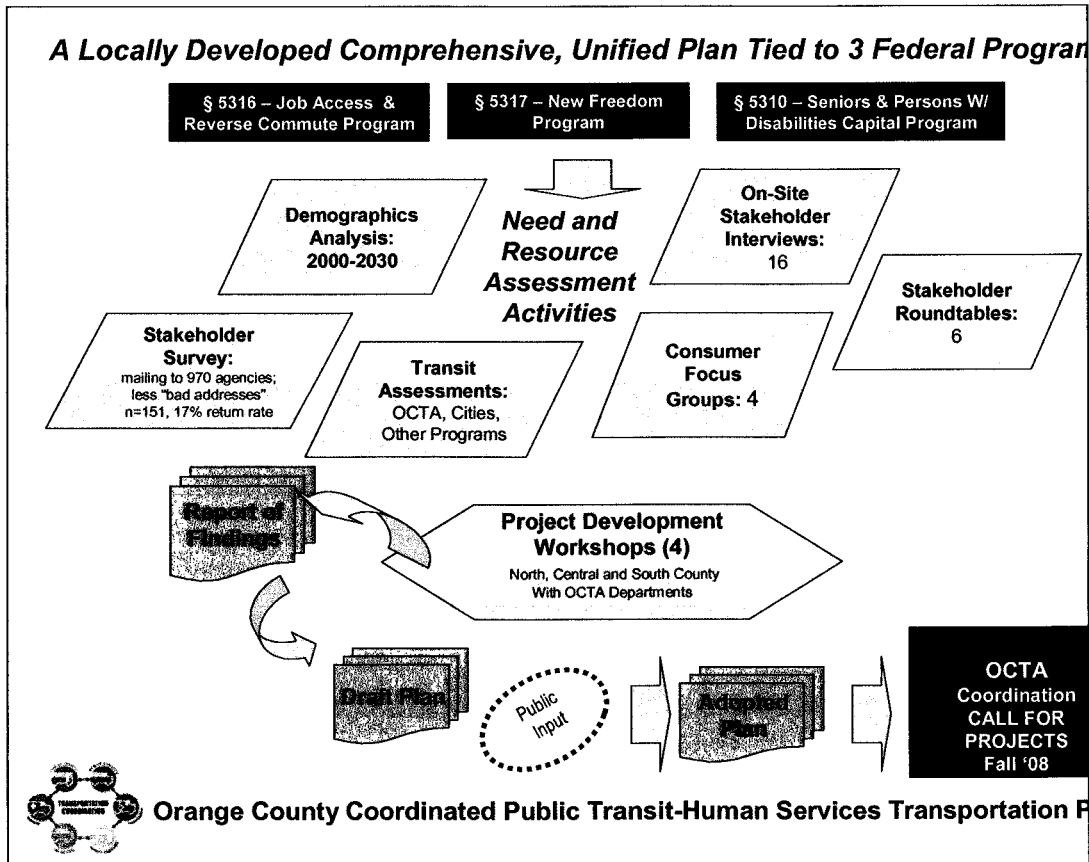 A Locally Developed Comprehensive, Unified Plan Tied to 3 Federal Program
§ 5316 – Job Access &
Reverse Commute Program
§ 5317 – New Freedom
Program
§ 5310 – Seniors & Persons W/
Disabilities Capital Program
Demographics
Analysis:
2000-2030
Need and
Resource
Assessment
Activities
On-Site
Stakeholder
Interviews:
16
Stakeholder
Roundtables:
6
Stakeholder
Survey:
mailing to 970 agencies;
less "bad addresses"
n=151, 17% return rate
Transit
Assessments:
OCTA, Cities,
Other Programs
Consumer
Focus
Groups: 4
Report of
Findings
Project Development
Workshops (4)
North, Central and South County
With OCTA Departments
Draft Plan
Public
Input
Adopted
Plan
OCTA
Coordination
CALL FOR
PROJECTS
Fall '08
TRANSPORTATION
COORDINATION
Orange County Coordinated Public Transit-Human Services Transportation P